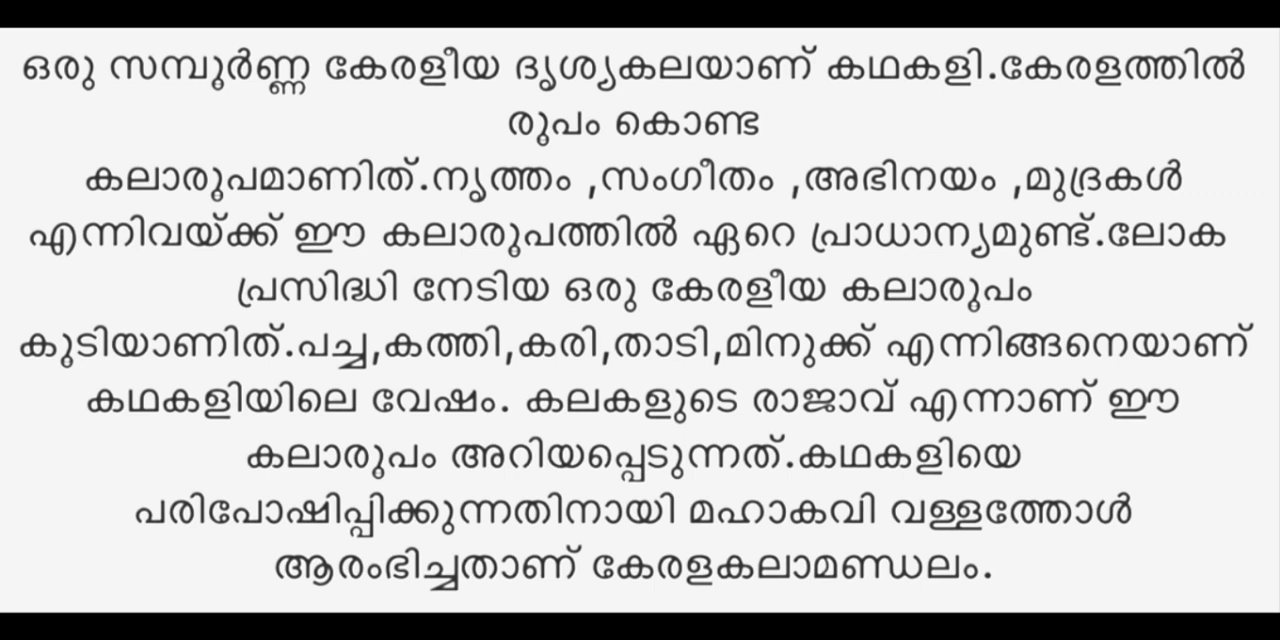 ഒരു സമ്പൂർണ്ണ കേരളീയ ദൃശ്യകലയാണ് കഥകളി.കേരളത്തിൽ
രൂപം കൊണ്ട
കലാരൂപമാണിത്.നൃത്തം ,സംഗീതം ,അഭിനയം ,മുദ്രകൾ
എന്നിവയ്ക്ക് ഈ കലാരൂപത്തിൽ ഏറെ പ്രാധാന്യമുണ്ട്.ലോക
പ്രസിദ്ധി നേടിയ ഒരു കേരളീയ കലാരൂപം
കൂടിയാണിത്.പച്ച,കത്തി,കരി,താടി,മിനുക്ക് എന്നിങ്ങനെയാണ്
കഥകളിയിലെ വേഷം. കലകളുടെ രാജാവ് എന്നാണ് ഈ
കലാരൂപം അറിയപ്പെടുന്നത്.കഥകളിയെ
പരിപോഷിപ്പിക്കുന്നതിനായി മഹാകവി വള്ളത്തോൾ
ആരംഭിച്ചതാണ് കേരളകലാമണ്ഡലം.